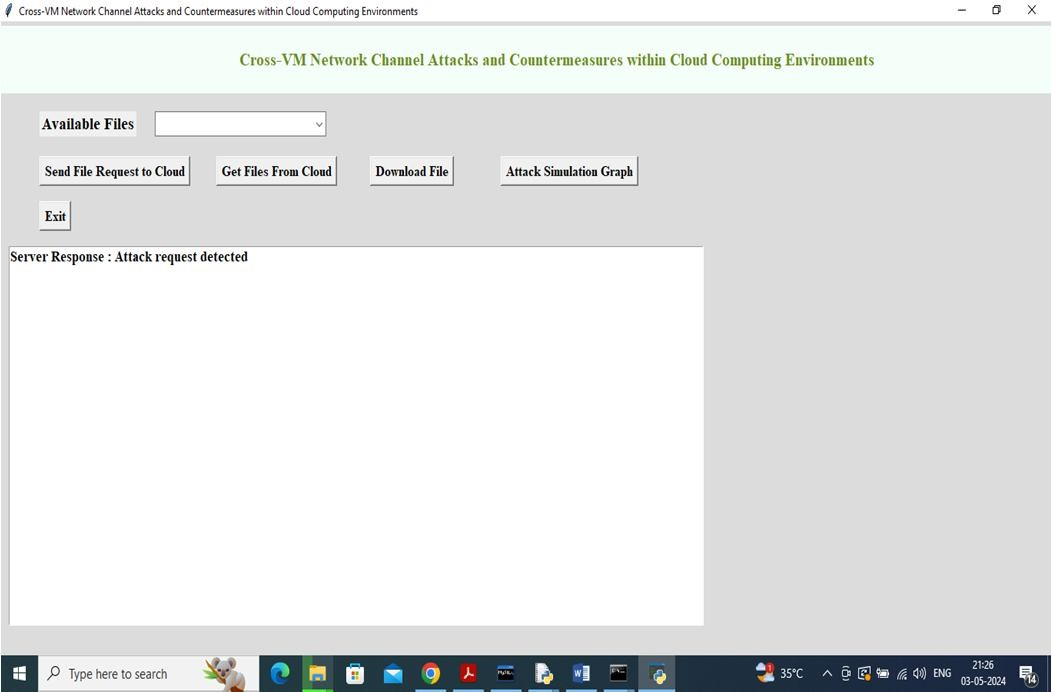 Cross-VM Network Channel Attacks and Countermeasures within Cloud Computing Environments
Cross-VM Network Channel Attacks and Countermeasures within Cloud Computing Environments
Available Files
Send File Request to Cloud Get Files From Cloud Download File Attack Simulation Graph
Exit
Server Response : Attack request detected
Type here to search 35°C ENG 21:26
03-05-2024
14